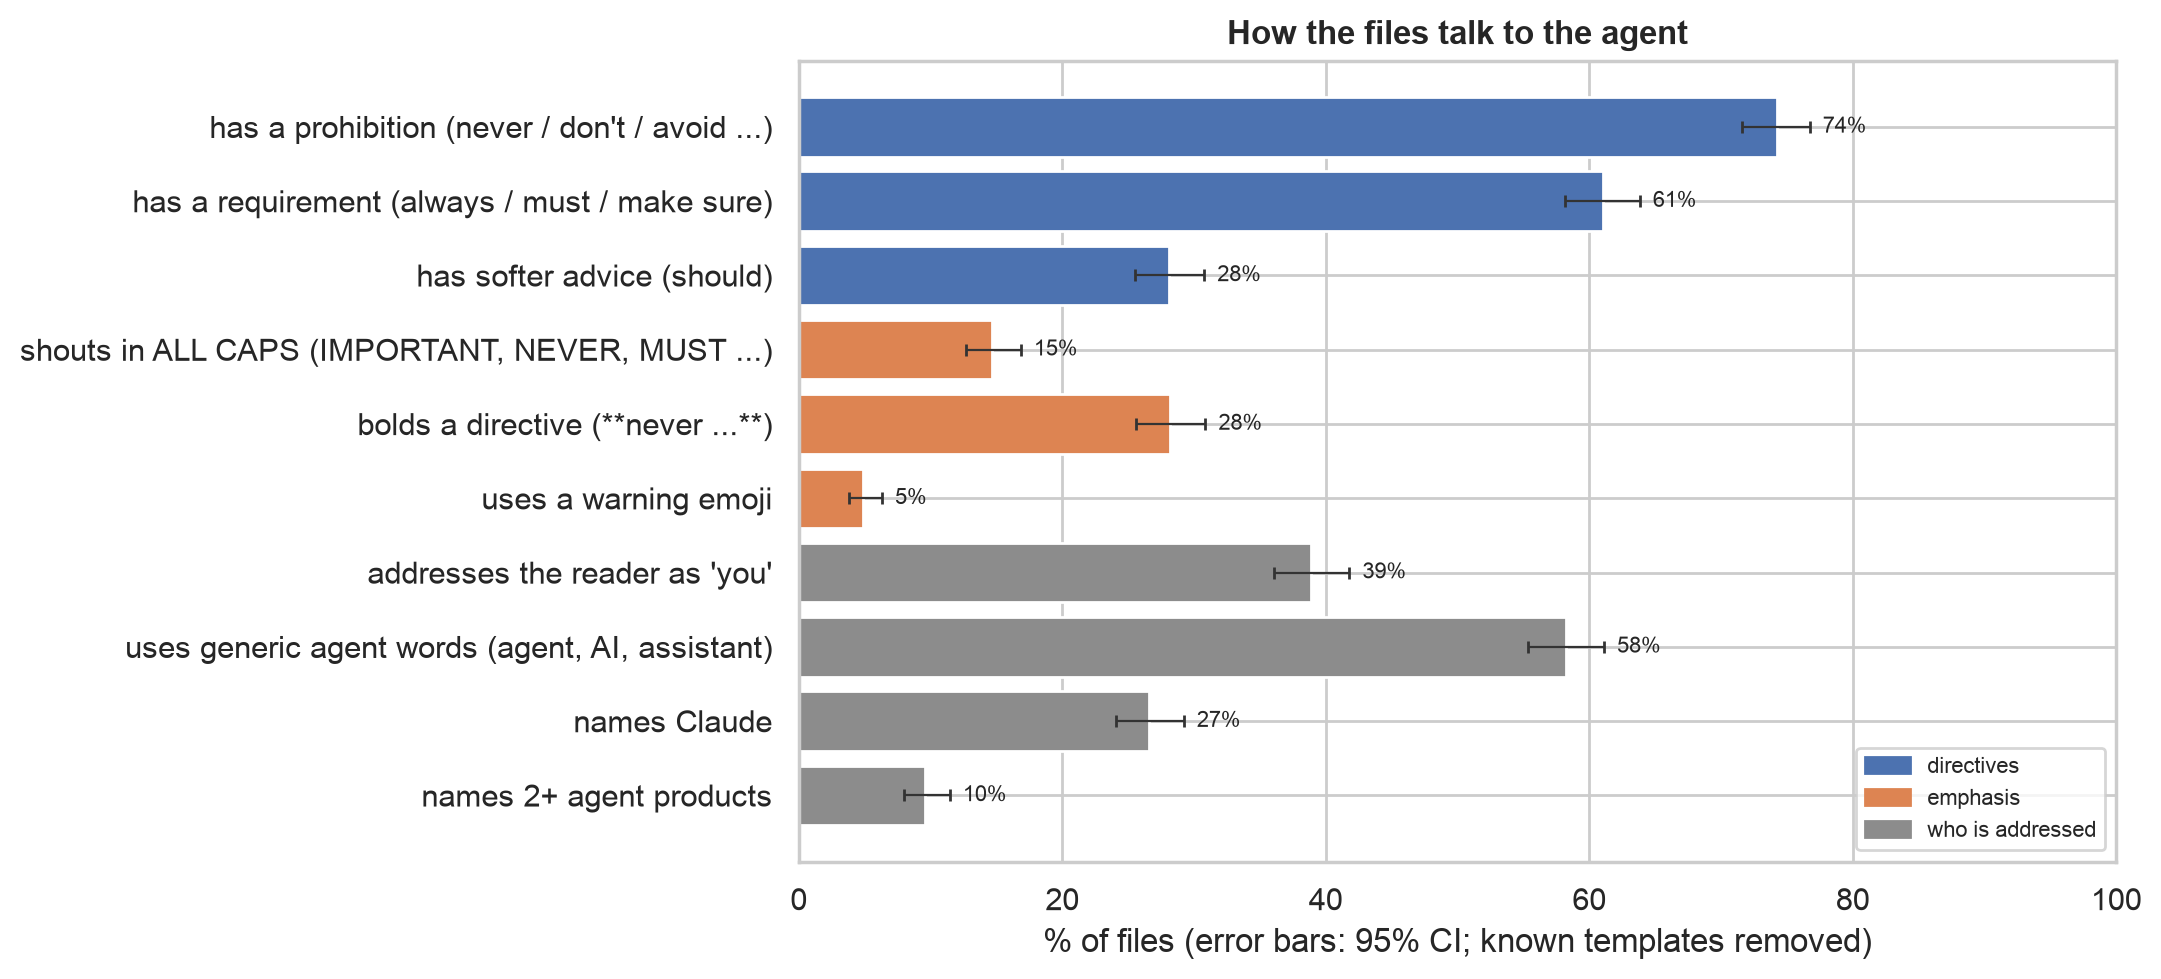 How the files talk to the agent
has a prohibition (never / don't / avoid ...)
74%
has a requirement (always / must / make sure)
61%
has softer advice (should)
28%
shouts in ALL CAPS (IMPORTANT, NEVER, MUST ...)
15%
bolds a directive (**never ...**)
28%
uses a warning emoji
5%
addresses the reader as 'you'
39%
uses generic agent words (agent, AI, assistant)
58%
names Claude
27%
names 2+ agent products
10%
directives
emphasis
who is addressed
0 20 40 60 80 100
% of files (error bars: 95% CI; known templates removed)